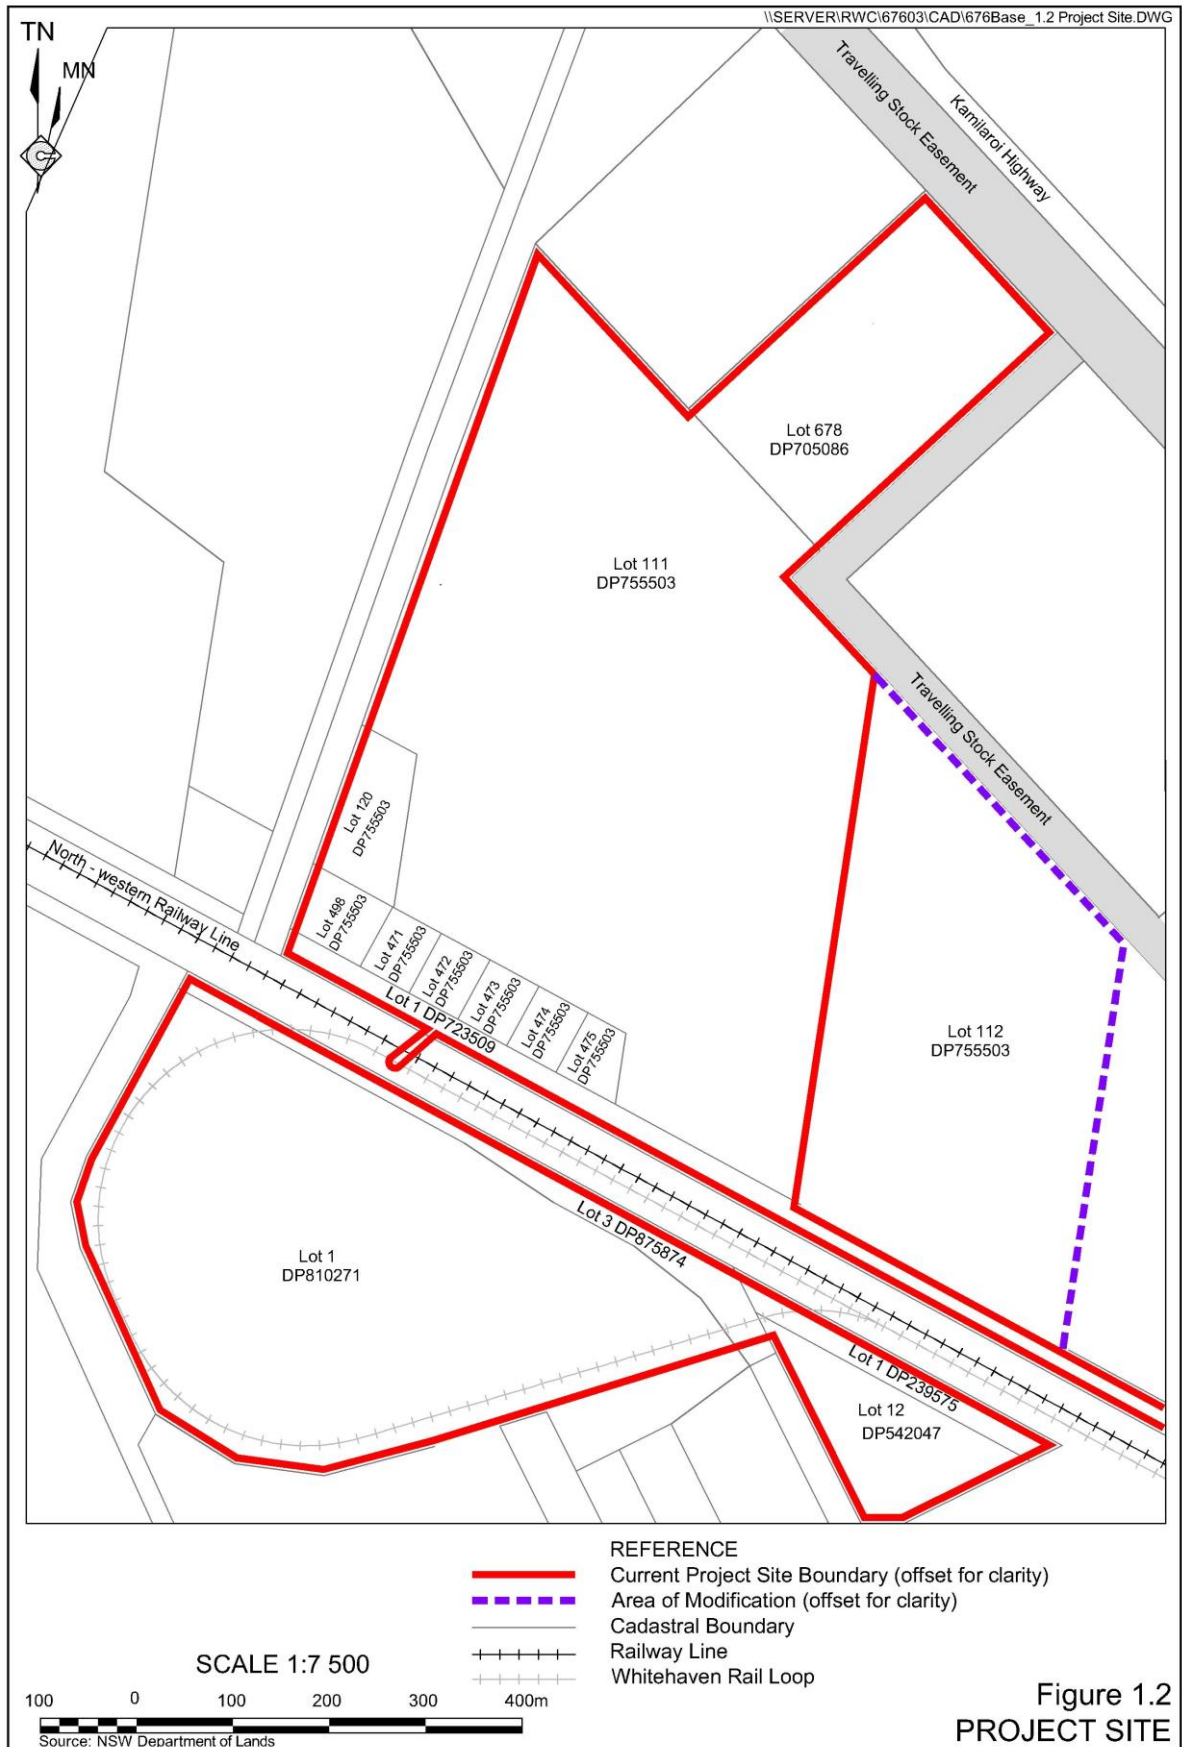 \\SERVER\RWC\67603\CAD\676Base_1.2 Project Site.DWG
TN
MN
Travelling Stock Easement
Kamilaroi Highway
Lot 678
DP705086
Lot 111
DP755503
Travelling Stock Easement
Lot 120
DP755503
North - western Railway Line
Lot 498
DP755503
Lot 471
DP755503
Lot 472
DP755503
Lot 473
DP755503
Lot 474
DP755503
Lot 475
DP755503
Lot 1 DP723509
Lot 112
DP755503
Lot 3 DP875874
Lot 1
DP810271
Lot 1 DP239575
Lot 12
DP542047
REFERENCE
Current Project Site Boundary (offset for clarity)
Area of Modification (offset for clarity)
Cadastral Boundary
Railway Line
Whitehaven Rail Loop
SCALE 1:7 500
100 0 100 200 300 400m
Source: NSW Department of Lands
Figure 1.2
PROJECT SITE